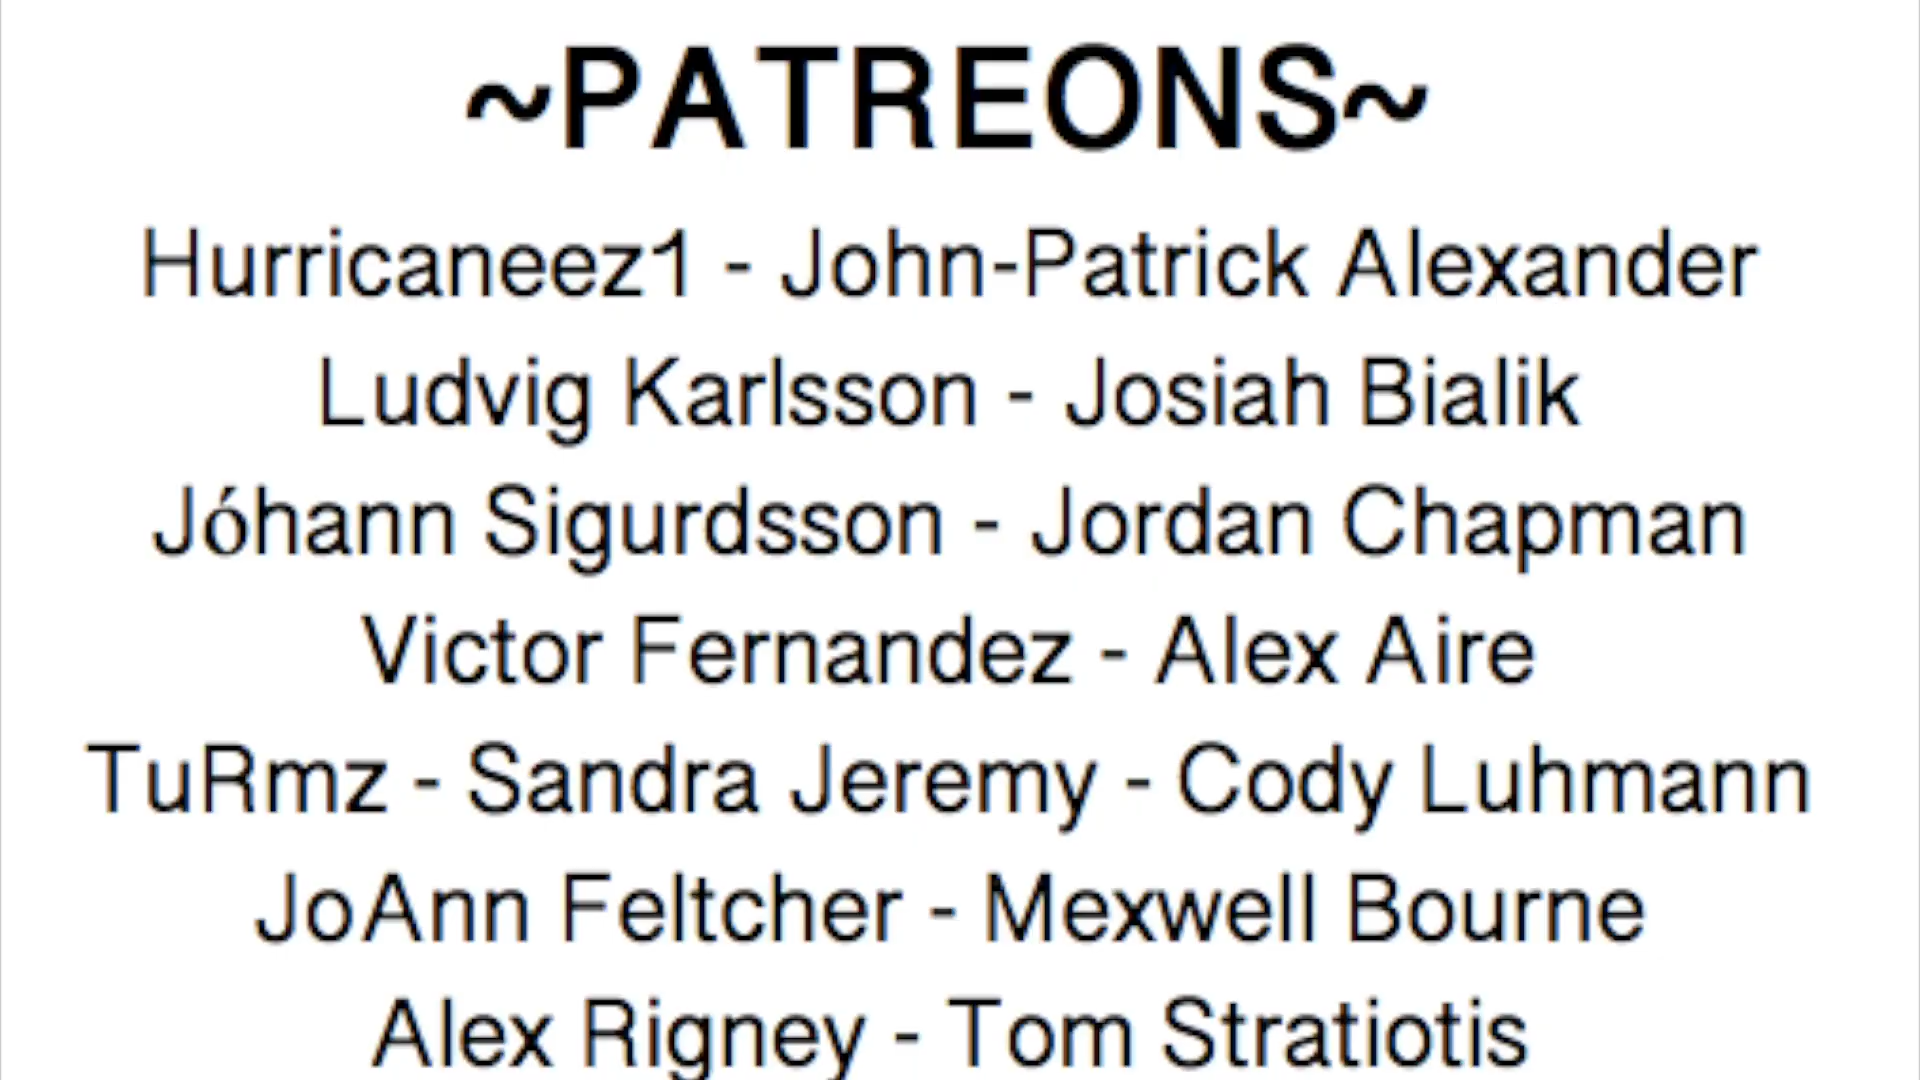 ~PATREONS~
Hurricaneez1 - John-Patrick Alexander
Ludvig Karlsson - Josiah Bialik
Jóhann Sigurdsson - Jordan Chapman
Victor Fernandez - Alex Aire
TuRmz - Sandra Jeremy - Cody Luhmann
JoAnn Feltcher - Mexwell Bourne
Alex Rigney - Tom Stratiotis